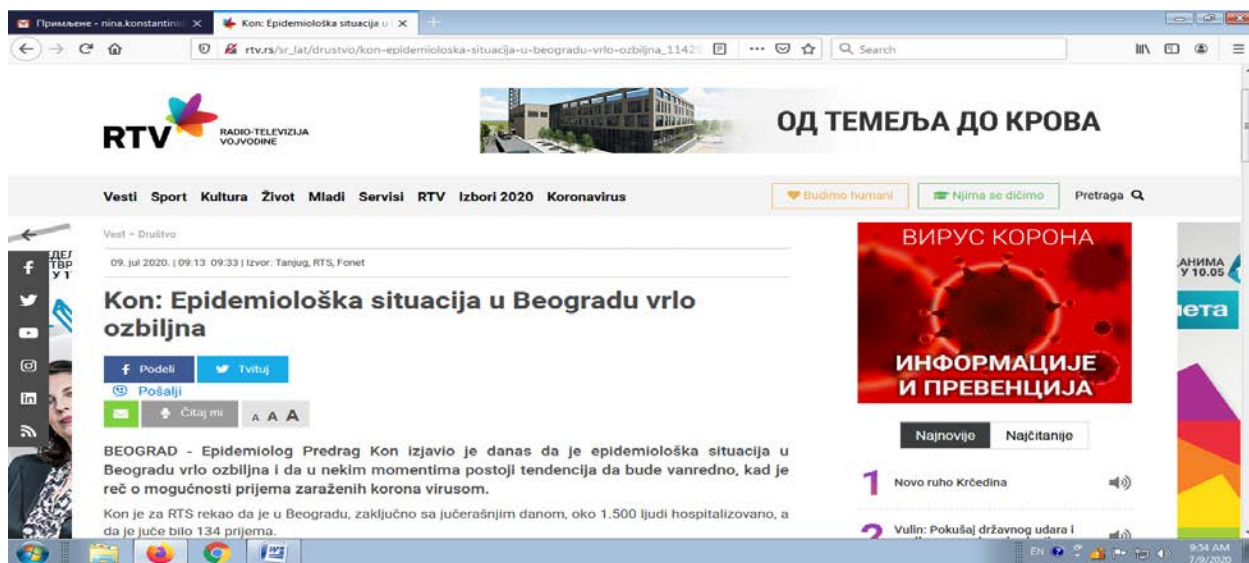 Примљене - nina.konstantini
Kon: Epidemiološka situacija u
rtv.rs/sr_lat/drustvo/kon-epidemioloska-situacija-u-beogradu-vrlo-ozbiljna_11429
Search
RTV
RADIO-TELEVIZIJA
VOJVODINE
ОД ТЕМЕЉА ДО КРОВА
Vesti Sport Kultura Život Mladi Servisi RTV Izbori 2020 Koronavirus
Budimo humani
Njima se dičimo
Pretraga
Vest - Društvo
09. jul 2020. | 09:13 09:33 | Izvor: Tanjug, RTS, Fonet
Kon: Epidemiološka situacija u Beogradu vrlo
ozbiljna
Podeli
Tvituj
Pošalji
Čitaj mi
A A A
BEOGRAD - Epidemiolog Predrag Kon izjavio je danas da je epidemiološka situacija u
Beogradu vrlo ozbiljna i da u nekim momentima postoji tendencija da bude vanredno, kad je
reč o mogućnosti prijema zaraženih korona virusom.
Kon je za RTS rekao da je u Beogradu, zaključno sa jučerašnjim danom, oko 1.500 ljudi hospitalizovano, a
da je juče bilo 134 prijema.
ВИРУС КОРОНА
ИНФОРМАЦИЈЕ
И ПРЕВЕНЦИЈА
Najnovije
Najčitanije
1 Novo ruho Krčedina
2 Vulin: Pokušaj državnog udara i
АНИМА
У 10.05
ета
EN
9:54 AM
7/9/2020